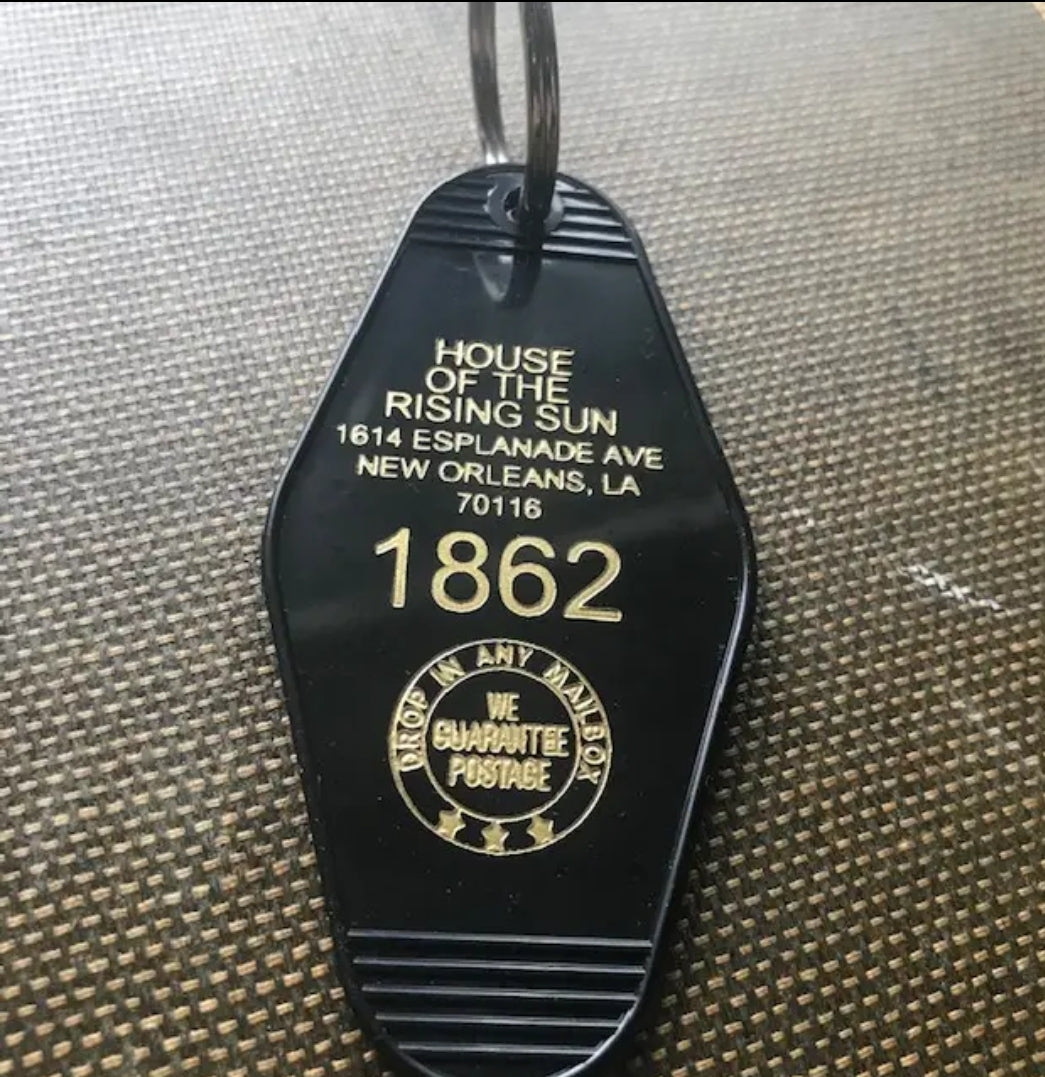 HOUSE
OF THE
RISING SUN
1614 ESPLANADE AVE
NEW ORLEANS, LA
70116
1862
DROP IN ANY MAILBOX
WE
GUARANTEE
POSTAGE